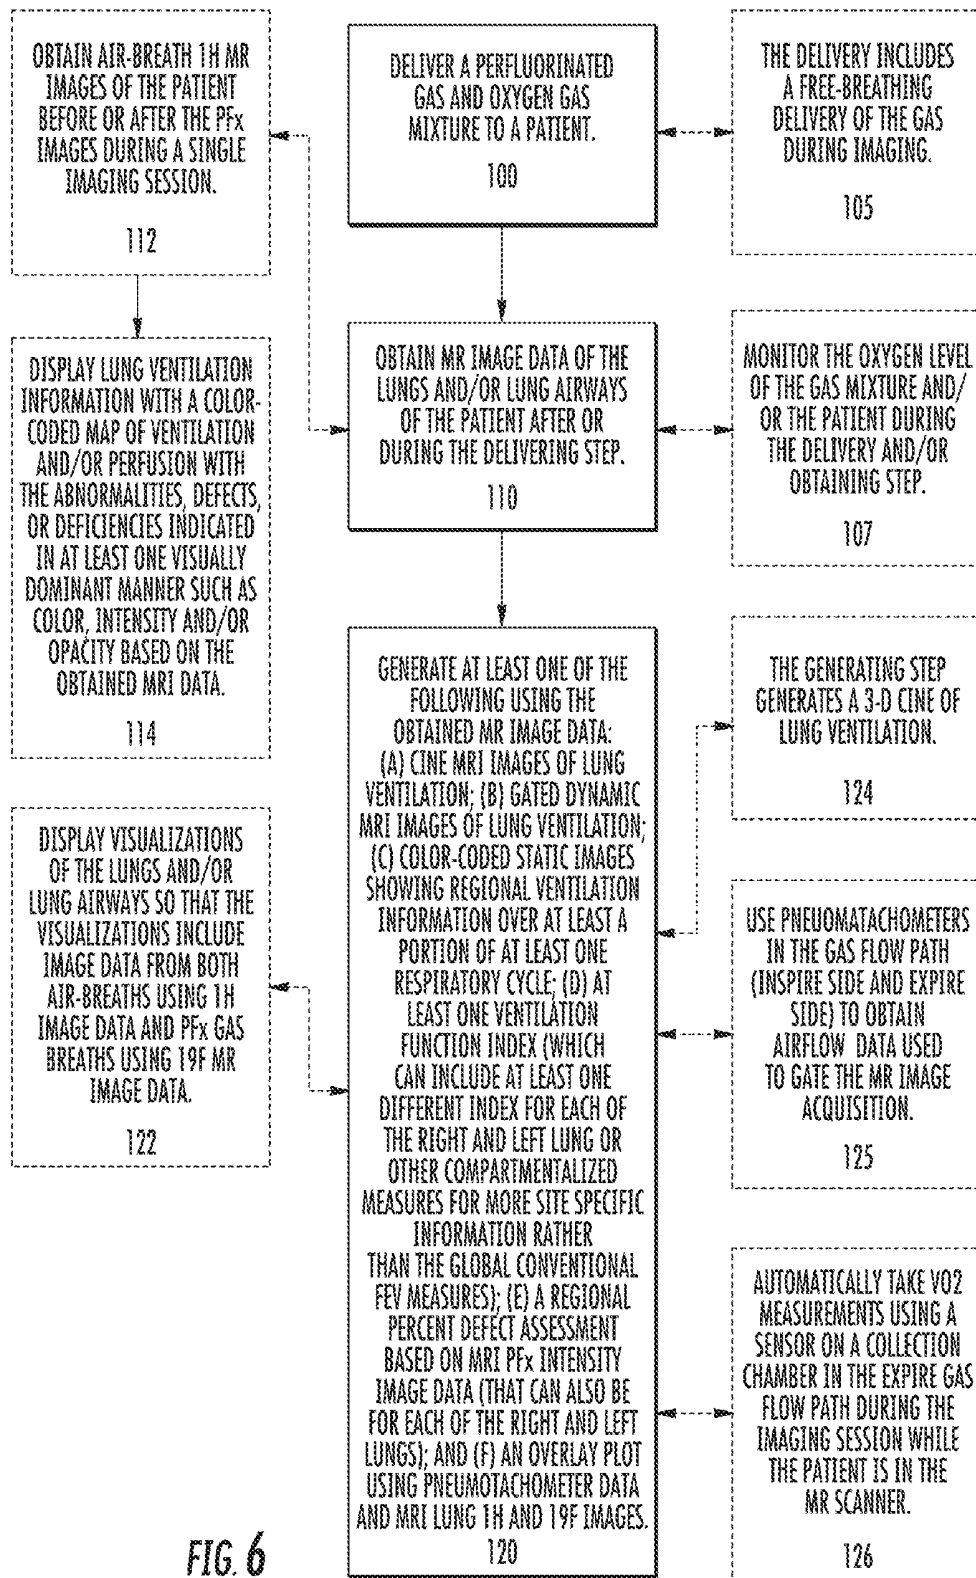 OBTAIN AIR-BREATH 1H MR
IMAGES OF THE PATIENT
BEFORE OR AFTER THE PFx
IMAGES DURING A SINGLE
IMAGING SESSION.
112
DELIVER A PERFLUORINATED
GAS AND OXYGEN GAS
MIXTURE TO A PATIENT.
100
THE DELIVERY INCLUDES
A FREE-BREATHING
DELIVERY OF THE GAS
DURING IMAGING.
105
DISPLAY LUNG VENTILATION
INFORMATION WITH A COLOR-
CODED MAP OF VENTILATION
AND/OR PERFUSION WITH
THE ABNORMALITIES, DEFECTS,
OR DEFICIENCIES INDICATED
IN AT LEAST ONE VISUALLY
DOMINANT MANNER SUCH AS
COLOR, INTENSITY AND/OR
OPACITY BASED ON THE
OBTAINED MRI DATA.
114
OBTAIN MR IMAGE DATA OF THE
LUNGS AND/OR LUNG AIRWAYS
OF THE PATIENT AFTER OR
DURING THE DELIVERING STEP.
110
MONITOR THE OXYGEN LEVEL
OF THE GAS MIXTURE AND/
OR THE PATIENT DURING
THE DELIVERY AND/OR
OBTAINING STEP.
107
DISPLAY VISUALIZATIONS
OF THE LUNGS AND/OR
LUNG AIRWAYS SO THAT THE
VISUALIZATIONS INCLUDE
IMAGE DATA FROM BOTH
AIR-BREATHS USING 1H
IMAGE DATA AND PFx GAS
BREATHS USING 19F MR
IMAGE DATA.
122
GENERATE AT LEAST ONE OF THE
FOLLOWING USING THE
OBTAINED MR IMAGE DATA:
(A) CINE MRI IMAGES OF LUNG
VENTILATION; (B) GATED DYNAMIC
MRI IMAGES OF LUNG VENTILATION;
(C) COLOR-CODED STATIC IMAGES
SHOWING REGIONAL VENTILATION
INFORMATION OVER AT LEAST A
PORTION OF AT LEAST ONE
RESPIRATORY CYCLE; (D) AT
LEAST ONE VENTILATION
FUNCTION INDEX (WHICH
CAN INCLUDE AT LEAST ONE
DIFFERENT INDEX FOR EACH OF
THE RIGHT AND LEFT LUNG OR
OTHER COMPARTMENTALIZED
MEASURES FOR MORE SITE SPECIFIC
INFORMATION RATHER
THAN THE GLOBAL CONVENTIONAL
FEV MEASURES); (E) A REGIONAL
PERCENT DEFECT ASSESSMENT
BASED ON MRI PFx INTENSITY
IMAGE DATA (THAT CAN ALSO BE
FOR EACH OF THE RIGHT AND LEFT
LUNGS); AND (F) AN OVERLAY PLOT
USING PNEUMOTACHOMETER DATA
AND MRI LUNG 1H AND 19F IMAGES.
120
THE GENERATING STEP
GENERATES A 3-D CINE OF
LUNG VENTILATION.
124
USE PNEUOMATACHOMETERS
IN THE GAS FLOW PATH
(INSPIRE SIDE AND EXPIRE
SIDE) TO OBTAIN
AIRFLOW DATA USED
TO GATE THE MR IMAGE
ACQUISITION.
125
AUTOMATICALLY TAKE VO2
MEASUREMENTS USING A
SENSOR ON A COLLECTION
CHAMBER IN THE EXPIRE GAS
FLOW PATH DURING THE
IMAGING SESSION WHILE
THE PATIENT IS IN THE
MR SCANNER.
126
FIG. 6